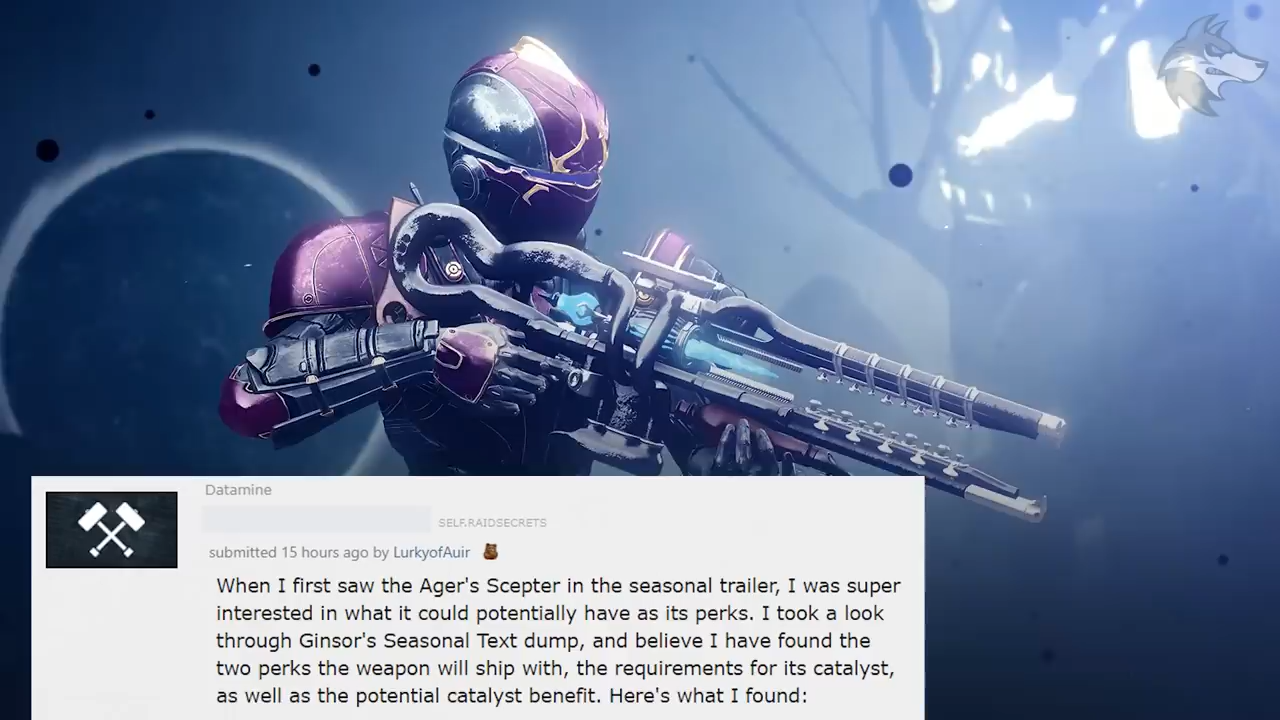 Datamine
SELF.RAIDSECRETS
submitted 15 hours ago by LurkyofAuir
When I first saw the Ager's Scepter in the seasonal trailer, I was super
interested in what it could potentially have as its perks. I took a look
through Ginsor's Seasonal Text dump, and believe I have found the
two perks the weapon will ship with, the requirements for its catalyst,
as well as the potential catalyst benefit. Here's what I found: